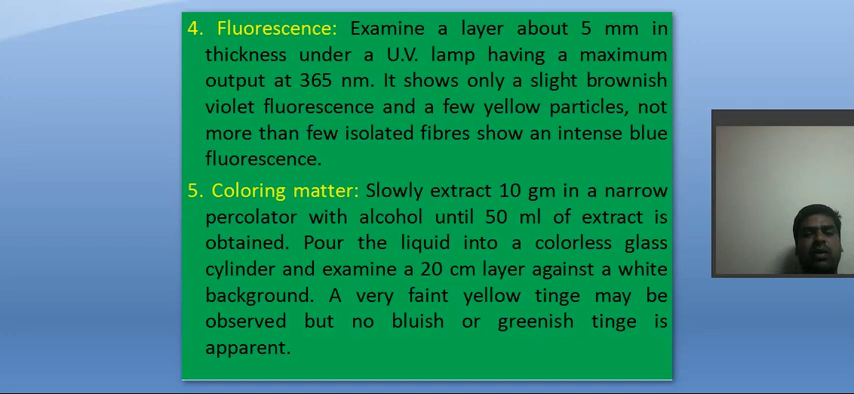 4. Fluorescence: Examine a layer about 5 mm in
thickness under a U.V. lamp having a maximum
output at 365 nm. It shows only a slight brownish
violet fluorescence and a few yellow particles, not
more than few isolated fibres show an intense blue
fluorescence.
5. Coloring matter: Slowly extract 10 gm in a narrow
percolator with alcohol until 50 ml of extract is
obtained. Pour the liquid into a colorless glass
cylinder and examine a 20 cm layer against a white
background. A very faint yellow tinge may be
observed but no bluish or greenish tinge is
apparent.